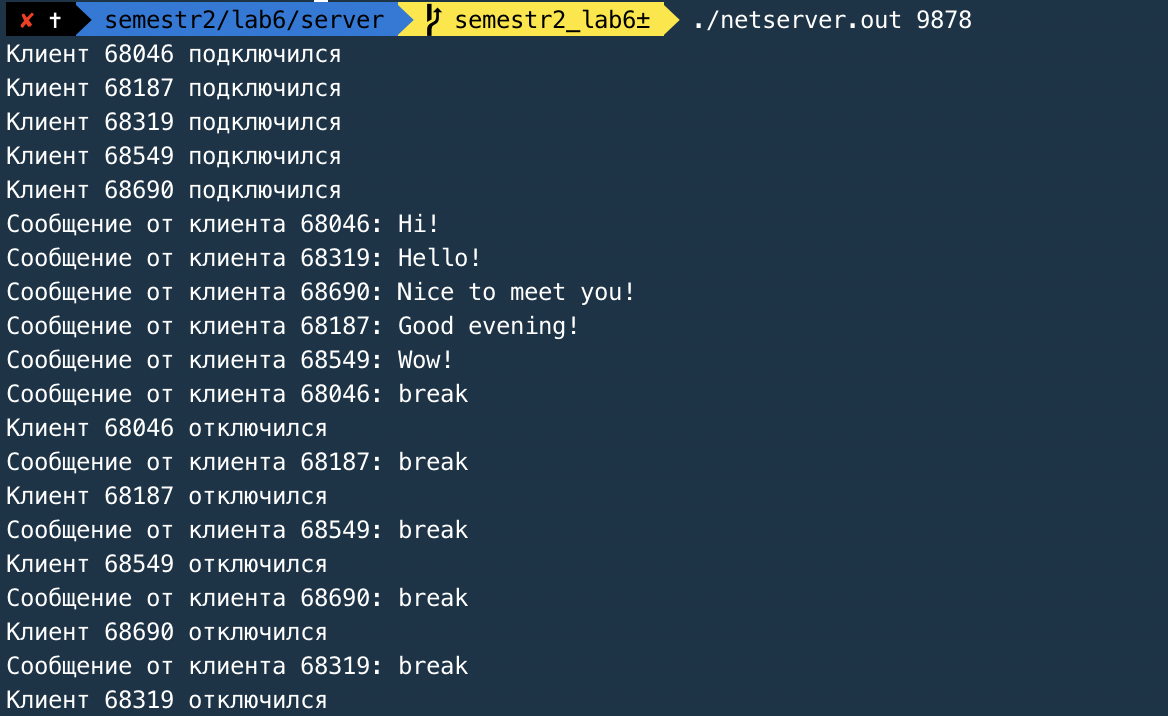 ✘ ✝ semestr2/lab6/server semestr2_lab6± ./netserver.out 9878
Клиент 68046 подключился
Клиент 68187 подключился
Клиент 68319 подключился
Клиент 68549 подключился
Клиент 68690 подключился
Сообщение от клиента 68046: Hi!
Сообщение от клиента 68319: Hello!
Сообщение от клиента 68690: Nice to meet you!
Сообщение от клиента 68187: Good evening!
Сообщение от клиента 68549: Wow!
Сообщение от клиента 68046: break
Клиент 68046 отключился
Сообщение от клиента 68187: break
Клиент 68187 отключился
Сообщение от клиента 68549: break
Клиент 68549 отключился
Сообщение от клиента 68690: break
Клиент 68690 отключился
Сообщение от клиента 68319: break
Клиент 68319 отключился